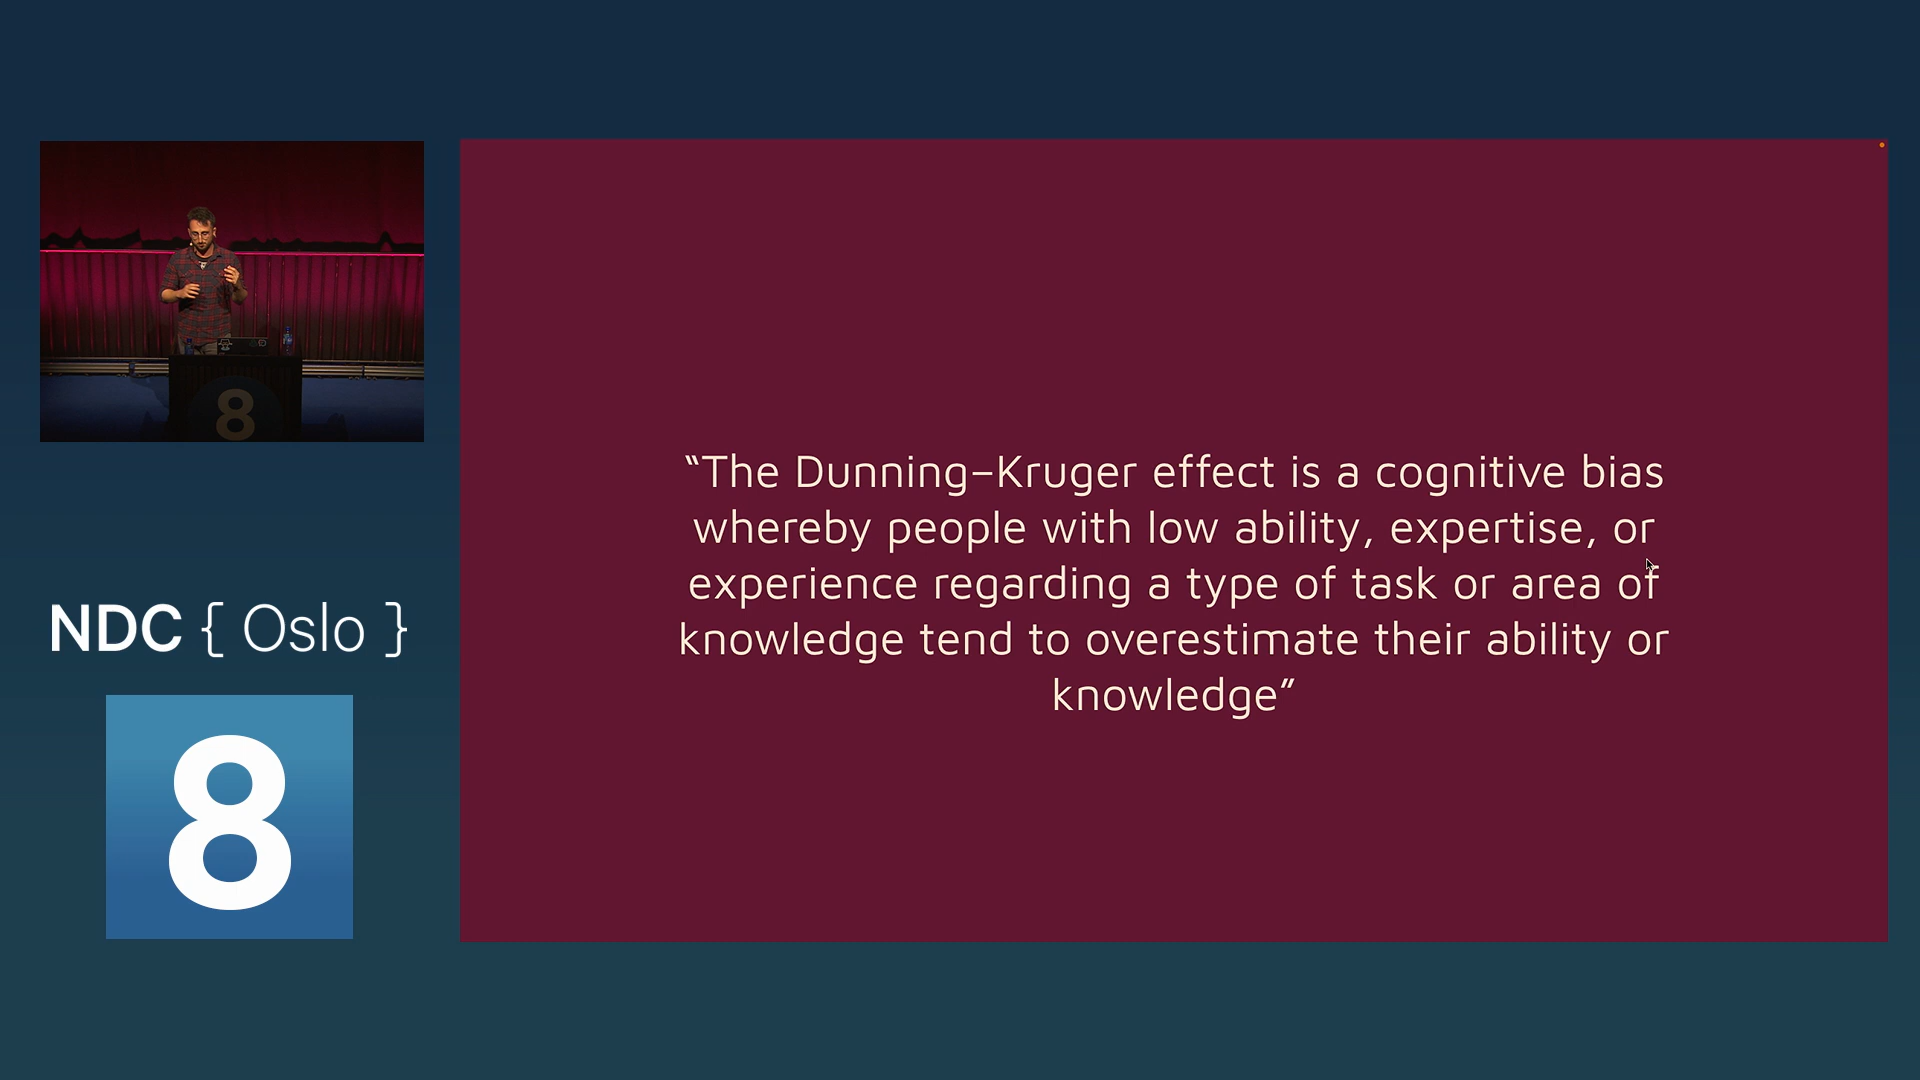 8
NDC { Oslo }
8
“The Dunning–Kruger effect is a cognitive bias
whereby people with low ability, expertise, or
experience regarding a type of task or area of
knowledge tend to overestimate their ability or
knowledge”